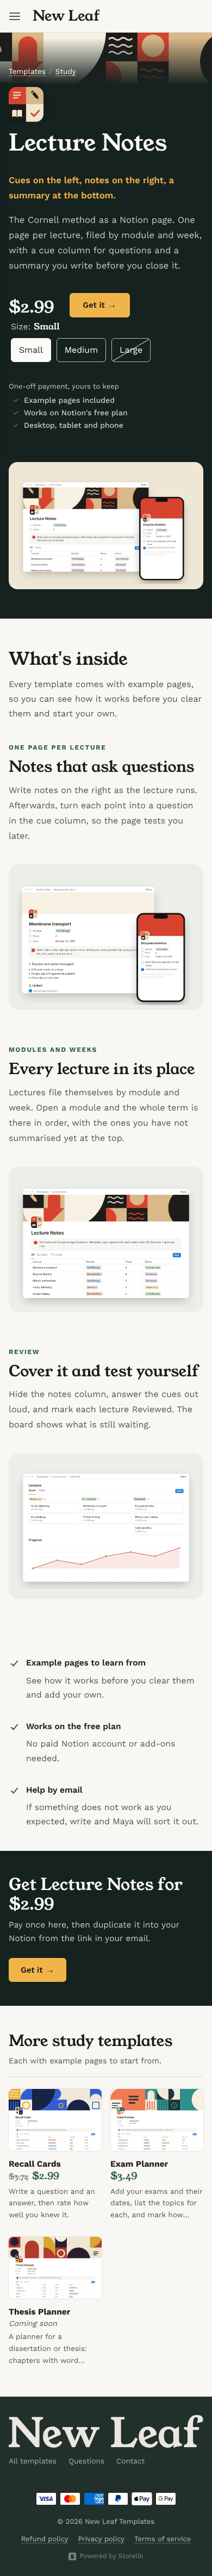 New Leaf
Templates / Study
Lecture Notes
Cues on the left, notes on the right, a
summary at the bottom.
The Cornell method as a Notion page. One
page per lecture, filed by module and week,
with a cue column for questions and a
summary you write before you close it.
$2.99
Get it →
Size: Small
Small
Medium
Large
One-off payment, yours to keep
Example pages included
Works on Notion's free plan
Desktop, tablet and phone
Lecture Notes
What's inside
Every template comes with example pages,
so you can see how it works before you clear
them and start your own.
ONE PAGE PER LECTURE
Notes that ask questions
Write notes on the right as the lecture runs.
Afterwards, turn each point into a question
in the cue column, so the page tests you
later.
Membrane transport
MODULES AND WEEKS
Every lecture in its place
Lectures file themselves by module and
week. Open a module and the whole term is
there in order, with the ones you have not
summarised yet at the top.
Lecture Notes
REVIEW
Cover it and test yourself
Hide the notes column, answer the cues out
loud, and mark each lecture Reviewed. The
board shows what is still waiting.
Lectures
Progress
Example pages to learn from
See how it works before you clear them
and add your own.
Works on the free plan
No paid Notion account or add-ons
needed.
Help by email
If something does not work as you
expected, write and Maya will sort it out.
Get Lecture Notes for
$2.99
Pay once here, then duplicate it into your
Notion from the link in your email.
Get it →
More study templates
Each with example pages to start from.
Recall Cards
$3.74 $2.99
Write a question and an
answer, then rate how
well you knew it.
Exam Planner
$3.49
Add your exams and their
dates, list the topics for
each, and mark how...
Thesis Planner
Coming soon
A planner for a
dissertation or thesis:
chapters with word...
New Leaf
All templates
Questions
Contact
VISA
PayPal
Apple Pay
G Pay
© 2026 New Leaf Templates
Refund policy
Privacy policy
Terms of service
Powered by Storelib